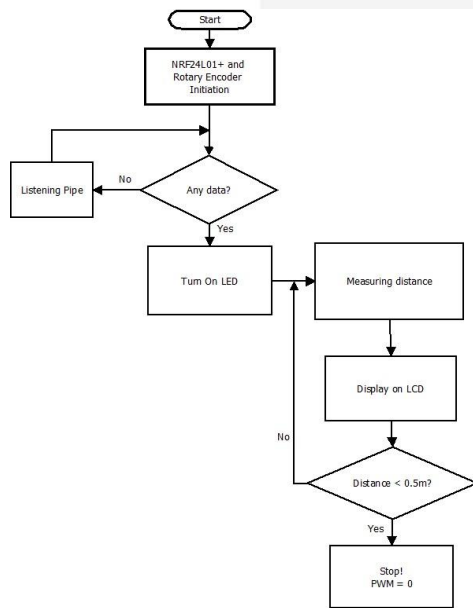 Start
NRF24L01+ and
Rotary Encoder
Initiation
Listening Pipe
No
Any data?
Yes
Turn On LED
Measuring distance
Display on LCD
No
Distance < 0.5m?
Yes
Stop!
PWM = 0